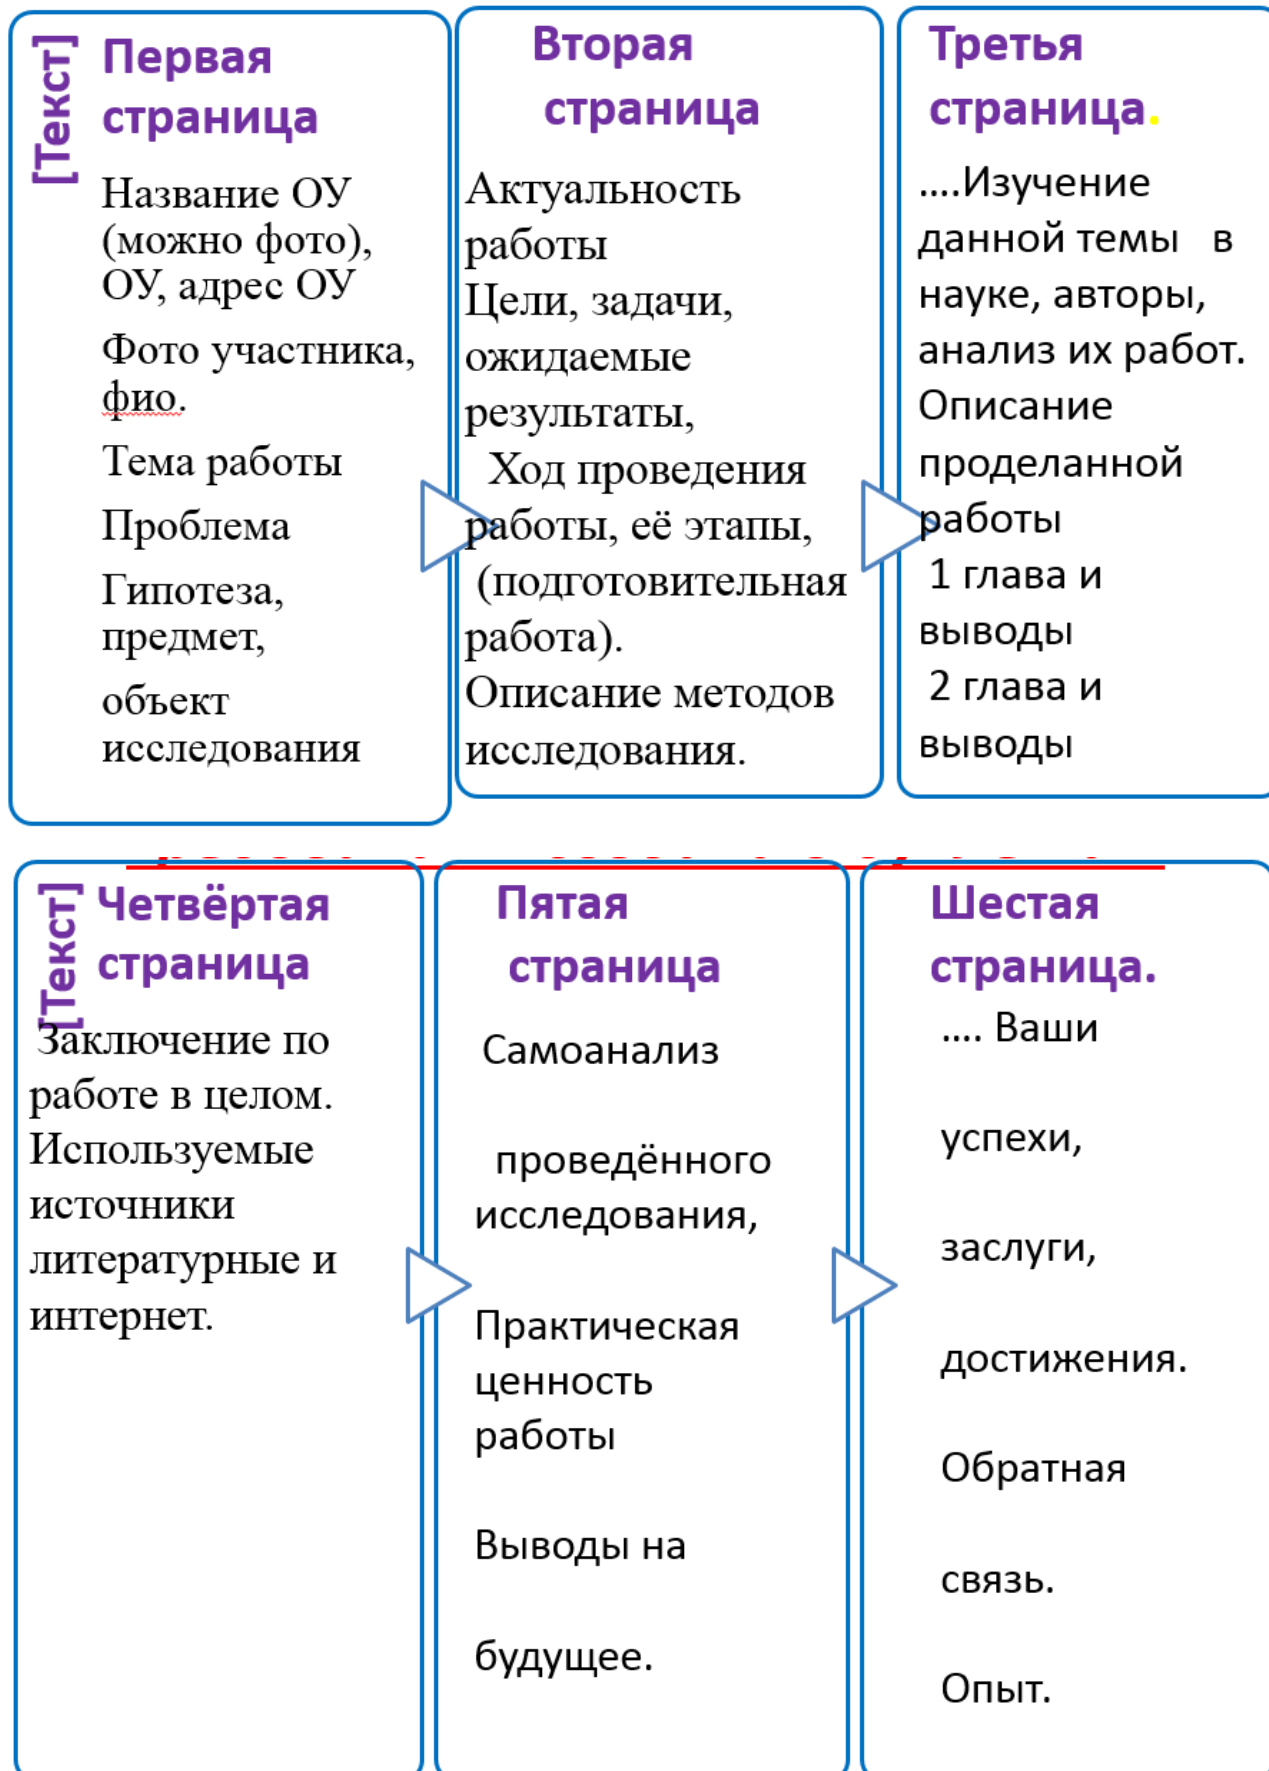 [Текст]
Первая
страница
Название ОУ
(можно фото),
ОУ, адрес ОУ
Фото участника,
фио.
Тема работы
Проблема
Гипотеза,
предмет,
объект
исследования
Вторая
страница
Актуальность
работы
Цели, задачи,
ожидаемые
результаты,
Ход проведения
работы, её этапы,
(подготовительная
работа).
Описание методов
исследования.
Третья
страница.
....Изучение
данной темы в
науке, авторы,
анализ их работ.
Описание
проделанной
работы
1 глава и
выводы
2 глава и
выводы
[Текст]
Четвёртая
страница
Заключение по
работе в целом.
Используемые
источники
литературные и
интернет.
Пятая
страница
Самоанализ
проведённого
исследования,
Практическая
ценность
работы
Выводы на
будущее.
Шестая
страница.
.... Ваши
успехи,
заслуги,
достижения.
Обратная
связь.
Опыт.